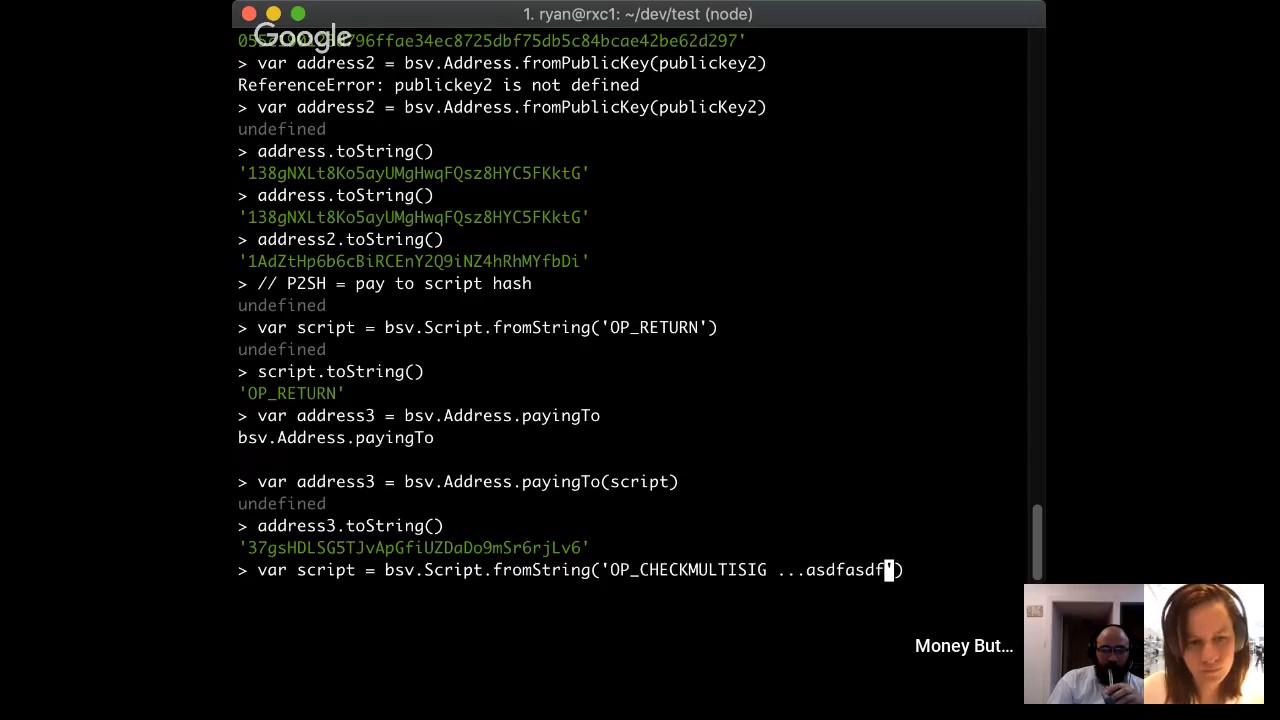 1. ryan@rxc1: ~/dev/test (node)
Google
796ffae34ec8725dbf75db5c84bcae42be62d297'
> var address2 = bsv.Address.fromPublicKey(publickey2)
ReferenceError: publickey2 is not defined
> var address2 = bsv.Address.fromPublicKey(publicKey2)
undefined
> address.toString()
'138gNXLt8Ko5ayUMgHwqFQsz8HYC5FKktG'
> address.toString()
'138gNXLt8Ko5ayUMgHwqFQsz8HYC5FKktG'
> address2.toString()
'1AdZtHp6b6cBiRCEnY2Q9iNZ4hRhMYfbDi'
> // P2SH = pay to script hash
undefined
> var script = bsv.Script.fromString('OP_RETURN')
undefined
> script.toString()
'OP_RETURN'
> var address3 = bsv.Address.payingTo
bsv.Address.payingTo
> var address3 = bsv.Address.payingTo(script)
undefined
> address3.toString()
'37gsHDLSG5TJvApGfiUZDaDo9mSr6rjLv6'
> var script = bsv.Script.fromString('OP_CHECKMULTISIG ...asdfasdf')
Money But...